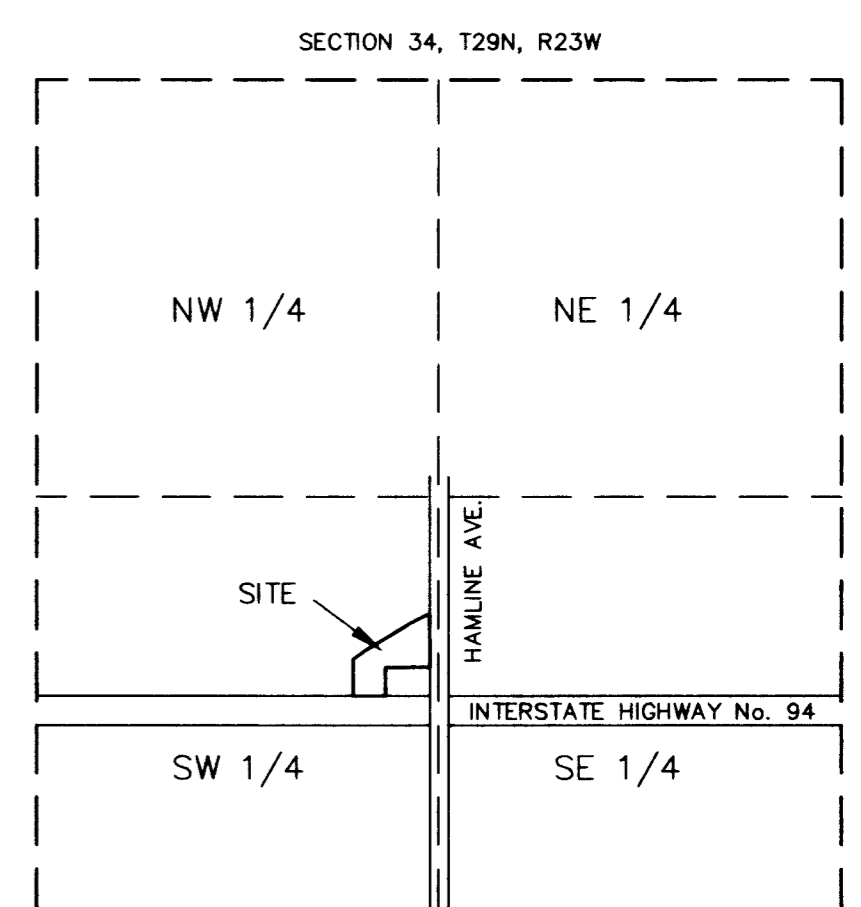 SECTION 34, T29N, R23W
NW 1/4
NE 1/4
HAMLINE AVE.
SITE
INTERSTATE HIGHWAY No. 94
SW 1/4
SE 1/4